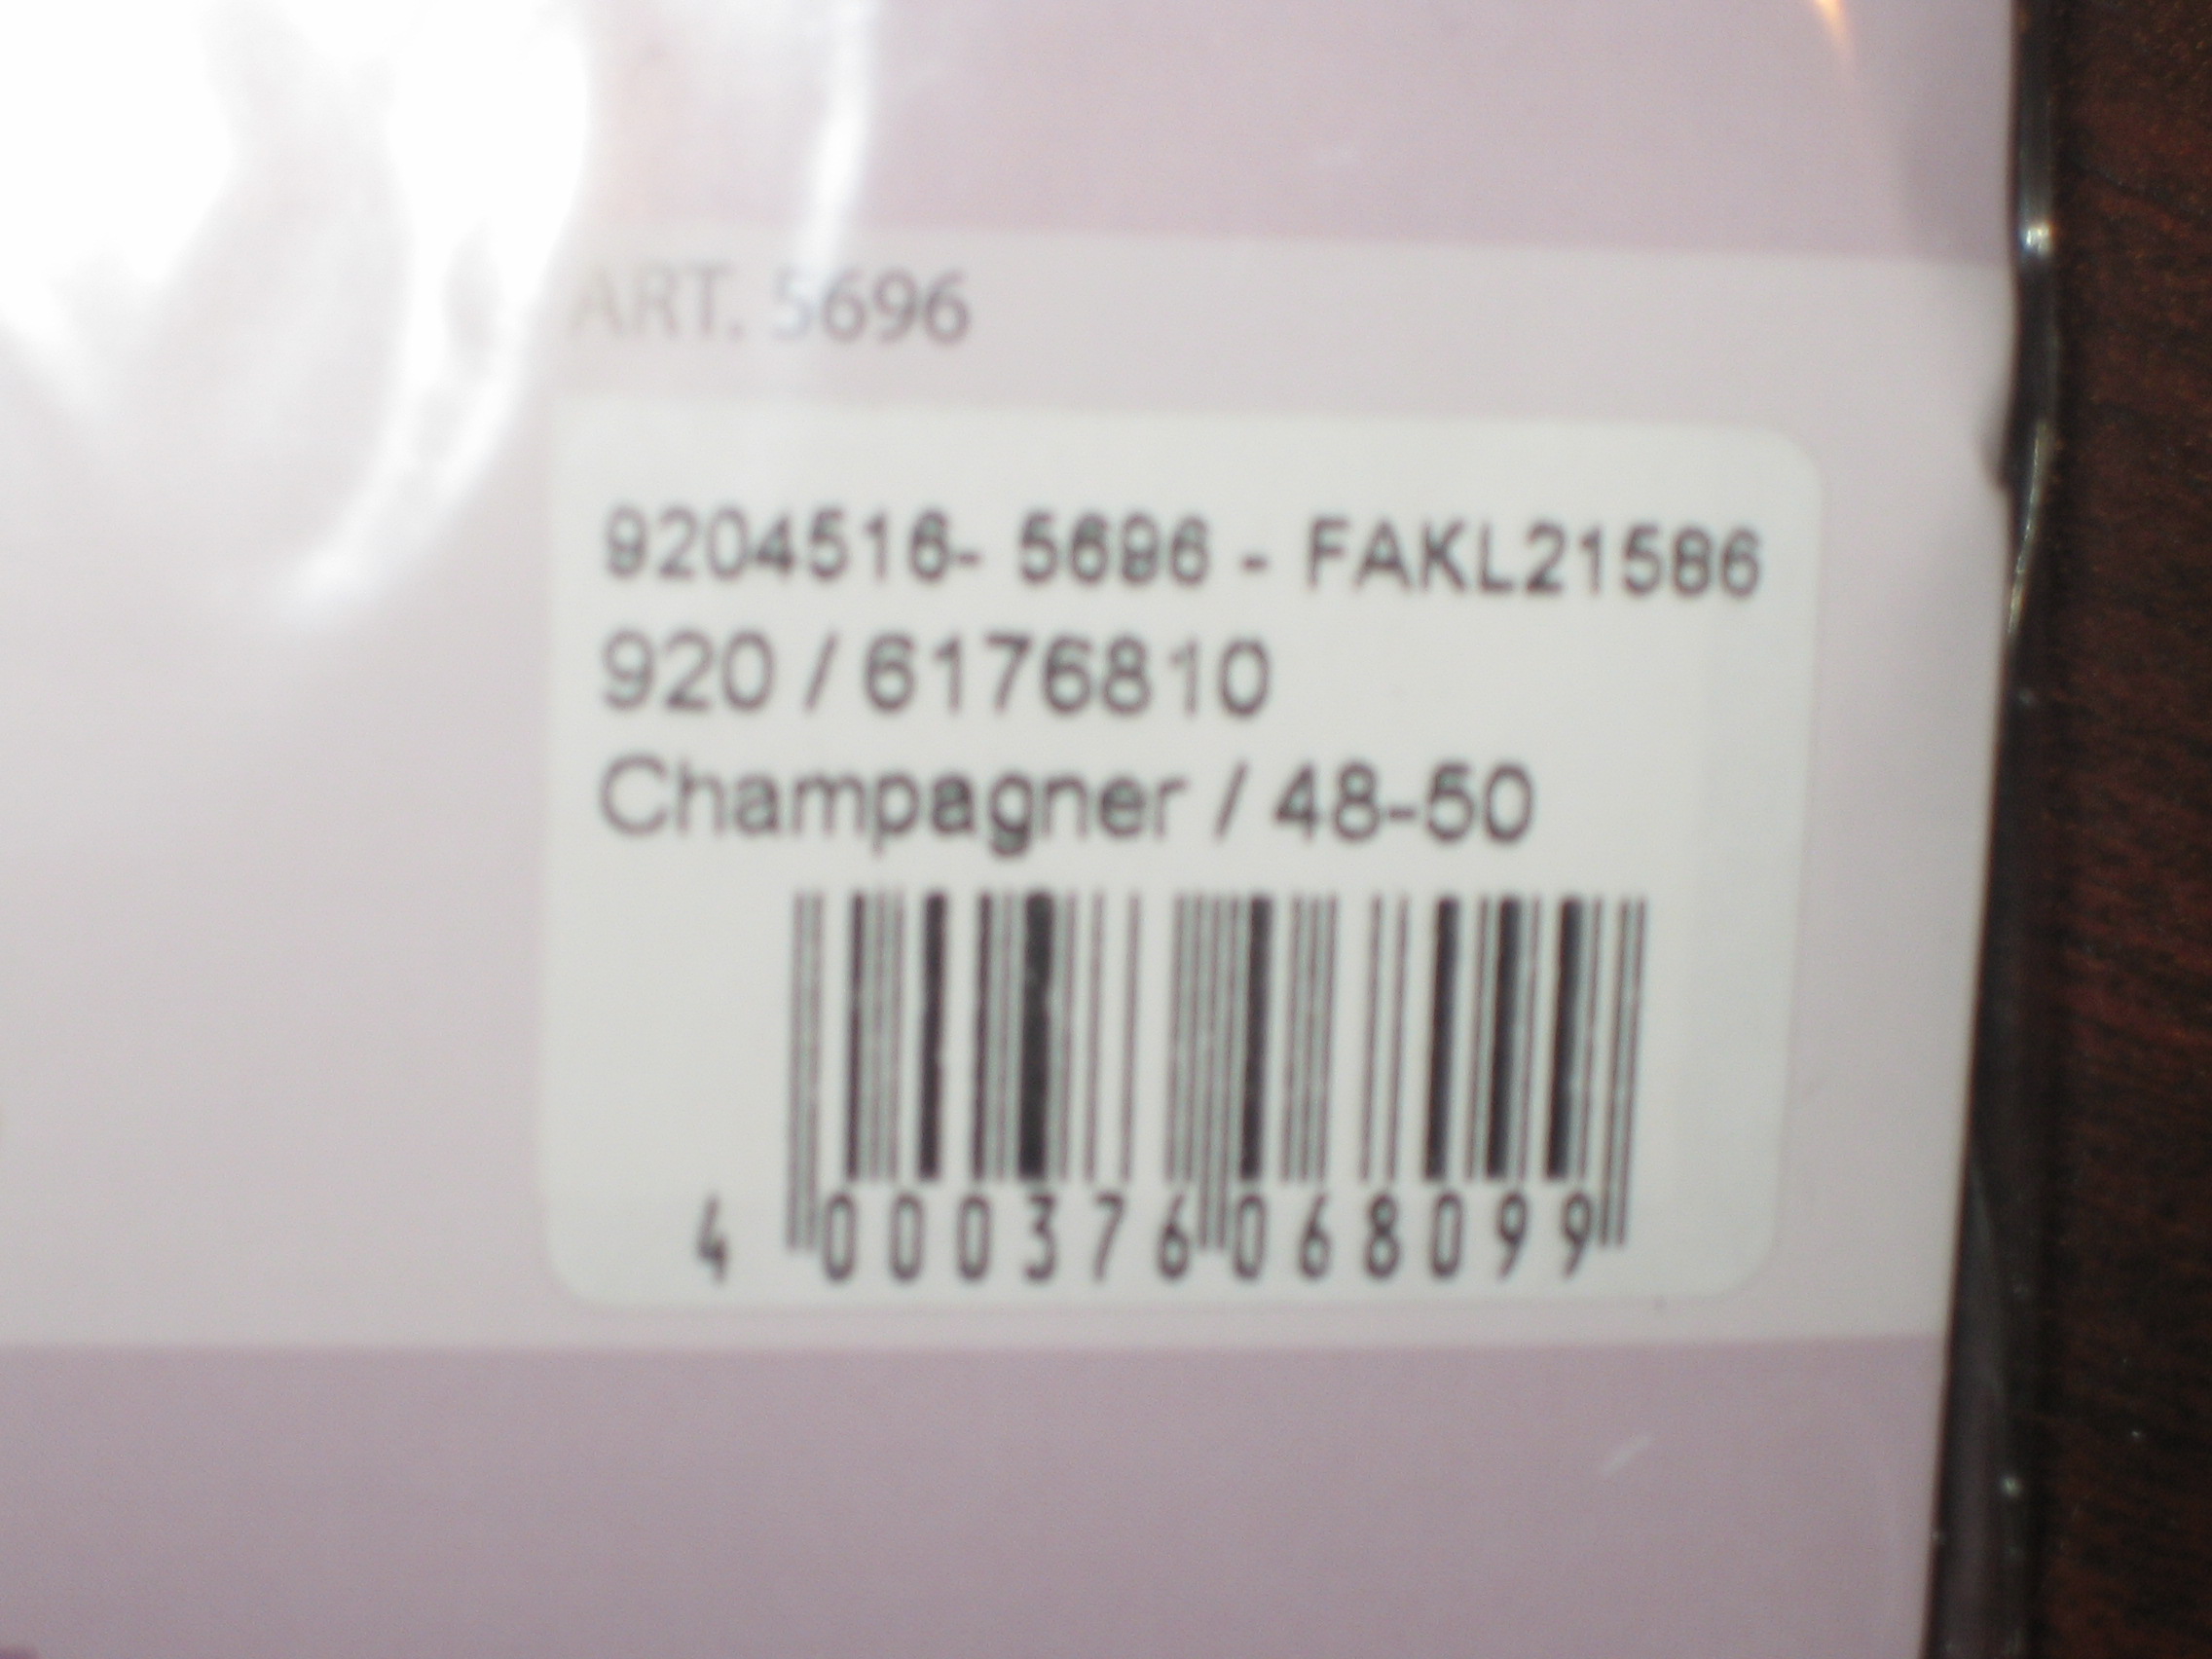 ART. 5696
9204516- 5696 - FAKL21586
920 / 6176810
Champagner / 48-50
4 000376 068099